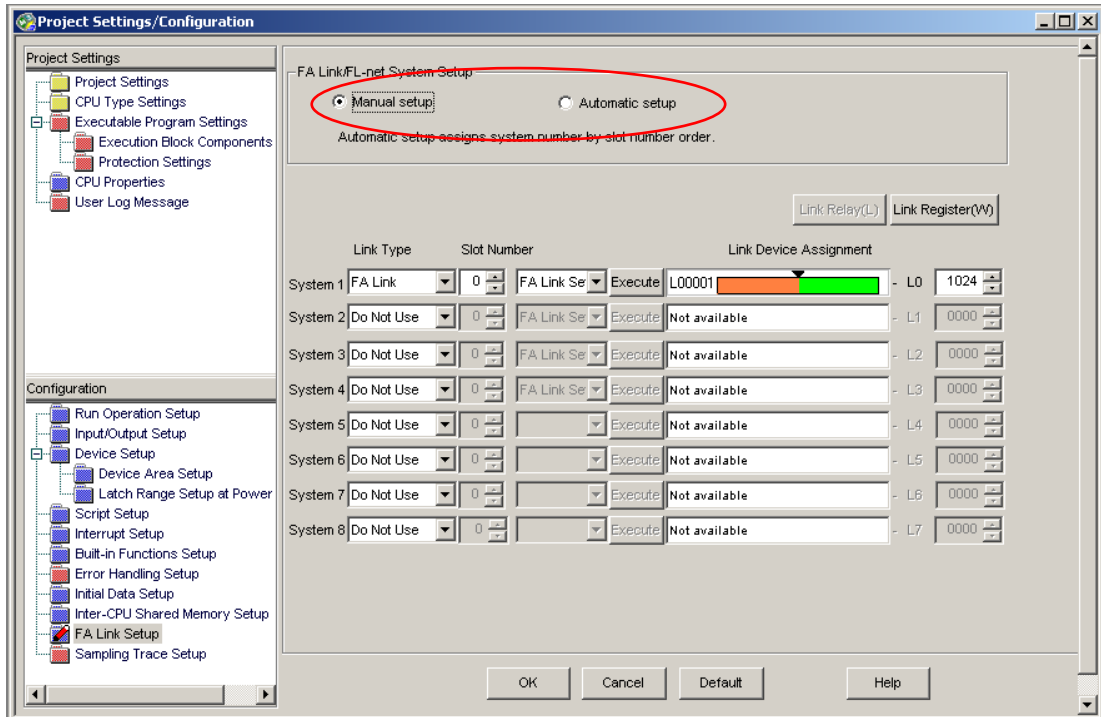 Project Settings/Configuration
Project Settings
Project Settings
CPU Type Settings
Executable Program Settings
Execution Block Components
Protection Settings
CPU Properties
User Log Message
Configuration
Run Operation Setup
Input/Output Setup
Device Setup
Device Area Setup
Latch Range Setup at Power
Script Setup
Interrupt Setup
Built-in Functions Setup
Error Handling Setup
Initial Data Setup
Inter-CPU Shared Memory Setup
FA Link Setup
Sampling Trace Setup
FA Link/FL-net System Setup
Manual setup Automatic setup
Automatic setup assigns system number by slot number order.
Link Relay(L) Link Register(W)
Link Type Slot Number Link Device Assignment
System 1 FA Link 0 FA Link Se Execute L00001 - L0 1024
System 2 Do Not Use 0 FA Link Se Execute Not available - L1 0000
System 3 Do Not Use 0 FA Link Se Execute Not available - L2 0000
System 4 Do Not Use 0 FA Link Se Execute Not available - L3 0000
System 5 Do Not Use 0 Execute Not available - L4 0000
System 6 Do Not Use 0 Execute Not available - L5 0000
System 7 Do Not Use 0 Execute Not available - L6 0000
System 8 Do Not Use 0 Execute Not available - L7 0000
OK Cancel Default Help